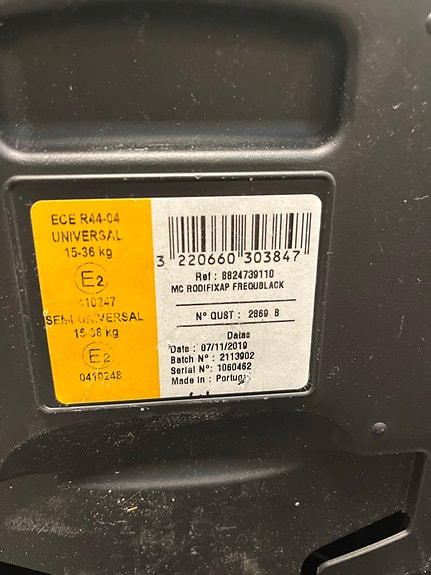 ECE R44-04
UNIVERSAL
15-36 kg
E2
SEMI-UNIVERSAL
15-36 kg
E2
0410248
3 220660 303847
Ref : 8824739110
MC RODIFIXAP FREQUBLACK
N° QUST : 2869 B
Datas
Date : 07/11/2019
Batch N° : 2113902
Serial N°: 1060462
Made in : Portugal